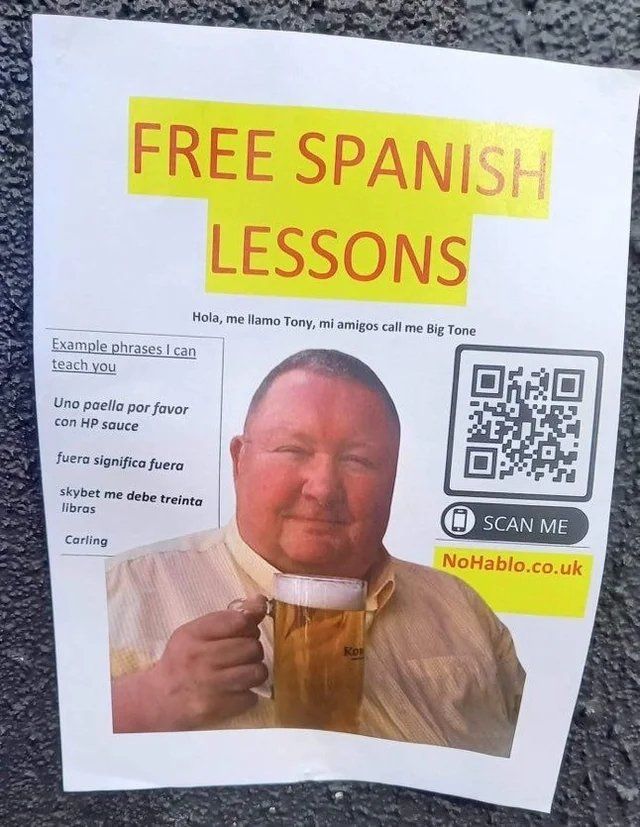 FREE SPANISH
LESSONS
Hola, me llamo Tony, mi amigos call me Big Tone
Example phrases I can
teach you
Uno paella por favor
con HP sauce
fuera significa fuera
skybet me debe treinta
libras
Carling
SCAN ME
NoHablo.co.uk